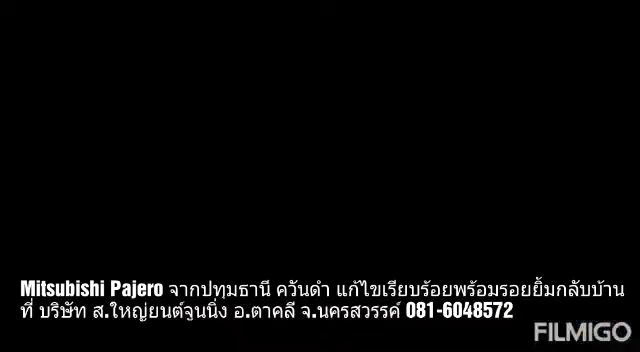 Mitsubishi Pajero จากปทุมธานี ควันดำ แก้ไขเรียบร้อยพร้อมรอยยิ้มกลับบ้าน
ที่ บริษัท ส.ใหญ่ยนต์จูนนิ่ง อ.ตาคลี จ.นครสวรรค์ 081-6048572
FILMIGO